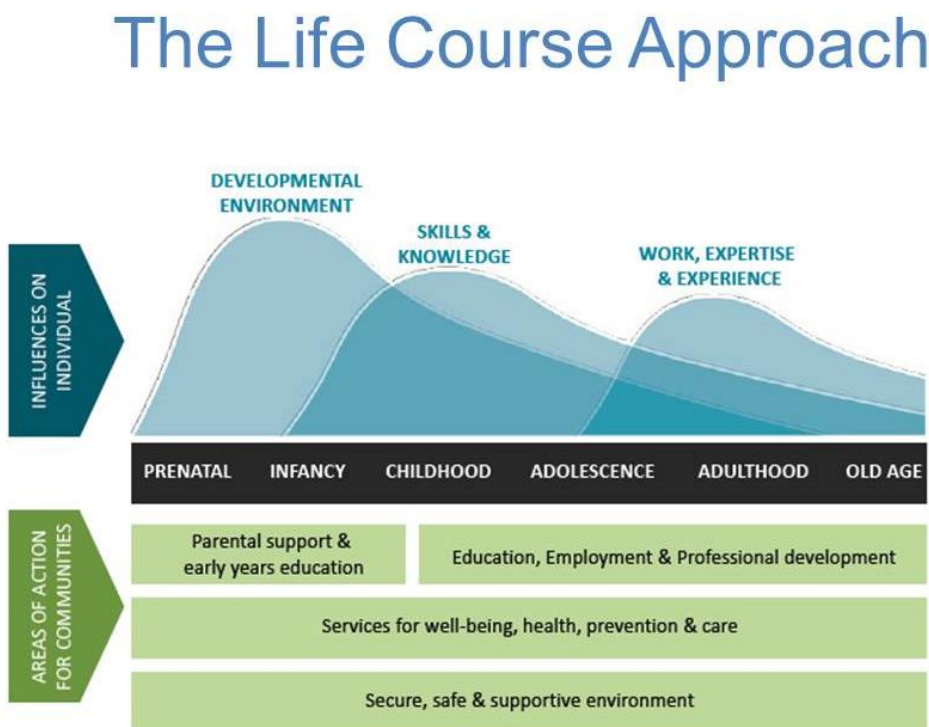 The Life Course Approach
DEVELOPMENTAL
ENVIRONMENT
SKILLS &
KNOWLEDGE
WORK, EXPERTISE
& EXPERIENCE
INFLUENCES ON
INDIVIDUAL
PRENATAL INFANCY CHILDHOOD ADOLESCENCE ADULTHOOD OLD AGE
AREAS OF ACTION
FOR COMMUNITIES
Parental support &
early years education
Education, Employment & Professional development
Services for well-being, health, prevention & care
Secure, safe & supportive environment